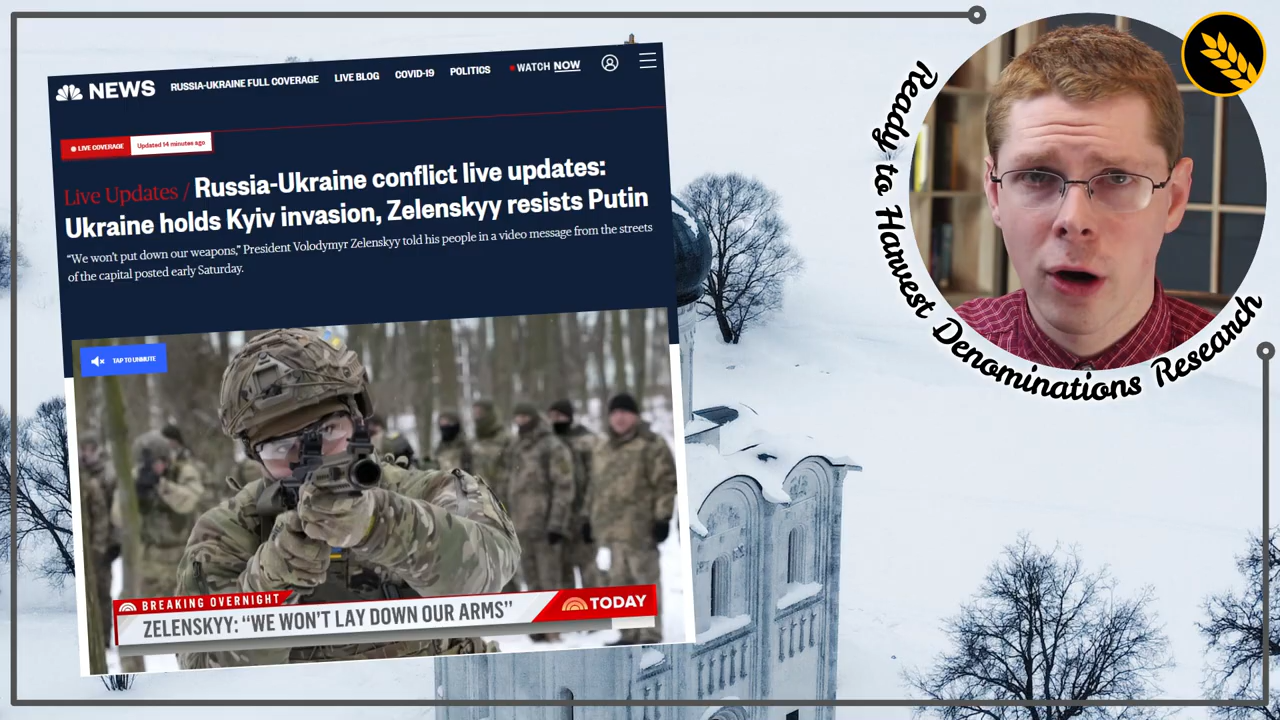 NEWS
RUSSIA-UKRAINE FULL COVERAGE LIVE BLOG COVID-19 POLITICS WATCH NOW
LIVE COVERAGE Updated 14 minutes ago
Live Updates / Russia-Ukraine conflict live updates:
Ukraine holds Kyiv invasion, Zelenskyy resists Putin
“We won’t put down our weapons,” President Volodymyr Zelenskyy told his people in a video message from the streets
of the capital posted early Saturday.
TAP TO UNMUTE
BREAKING OVERNIGHT
ZELENSKYY: “WE WON’T LAY DOWN OUR ARMS”
TODAY
Ready to Harvest Denominations Research